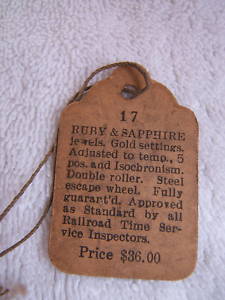 17
RUBY & SAPPHIRE
jewels. Gold settings.
Adjusted to temp., 5
pos. and Isochronism.
Double roller. Steel
escape wheel. Fully
guarart'd. Approved
as Standard by all
Railroad Time Ser-
vice Inspectors.
Price $36.00